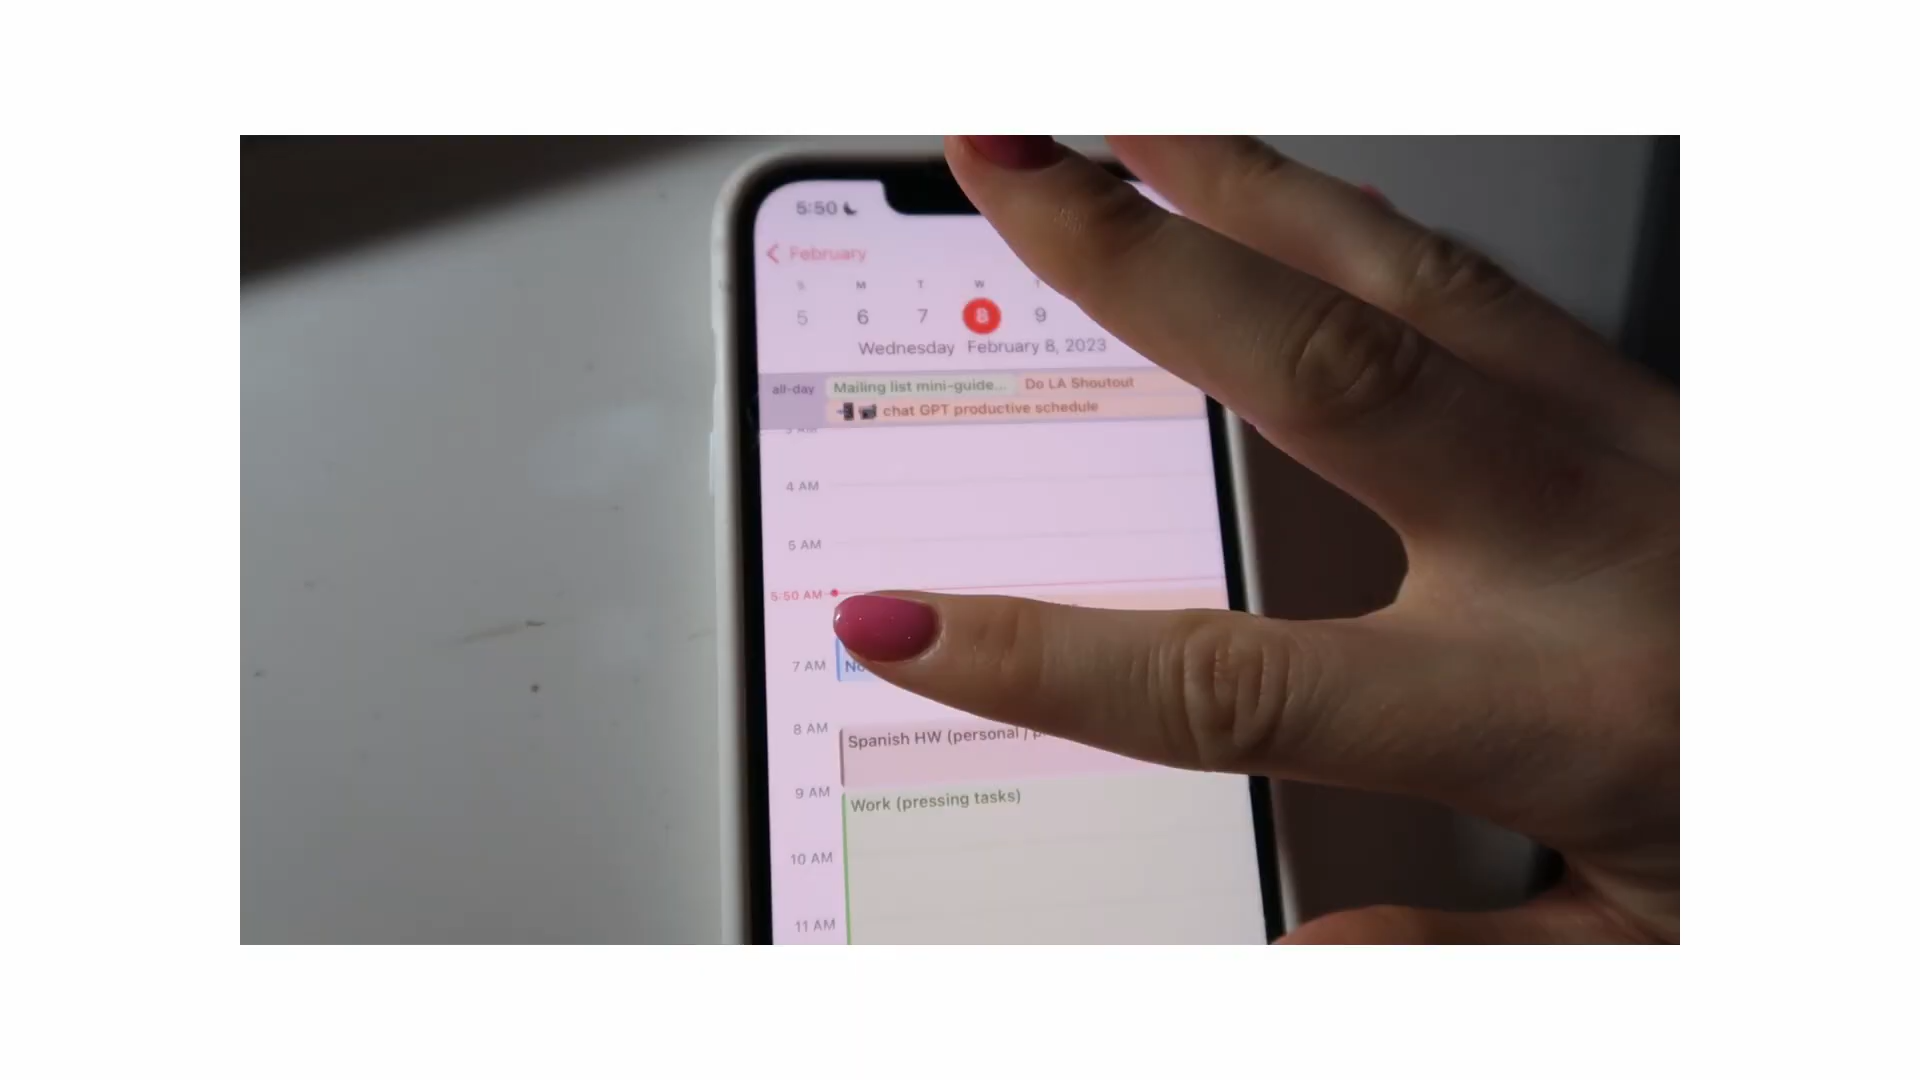 5:50
February
S M T W T
5 6 7 8 9
Wednesday February 8, 2023
all-day Mailing list mini-guide... Do LA Shoutout
chat GPT productive schedule
3 AM
4 AM
5 AM
5:50 AM
7 AM
8 AM Spanish HW (personal /
9 AM Work (pressing tasks)
10 AM
11 AM